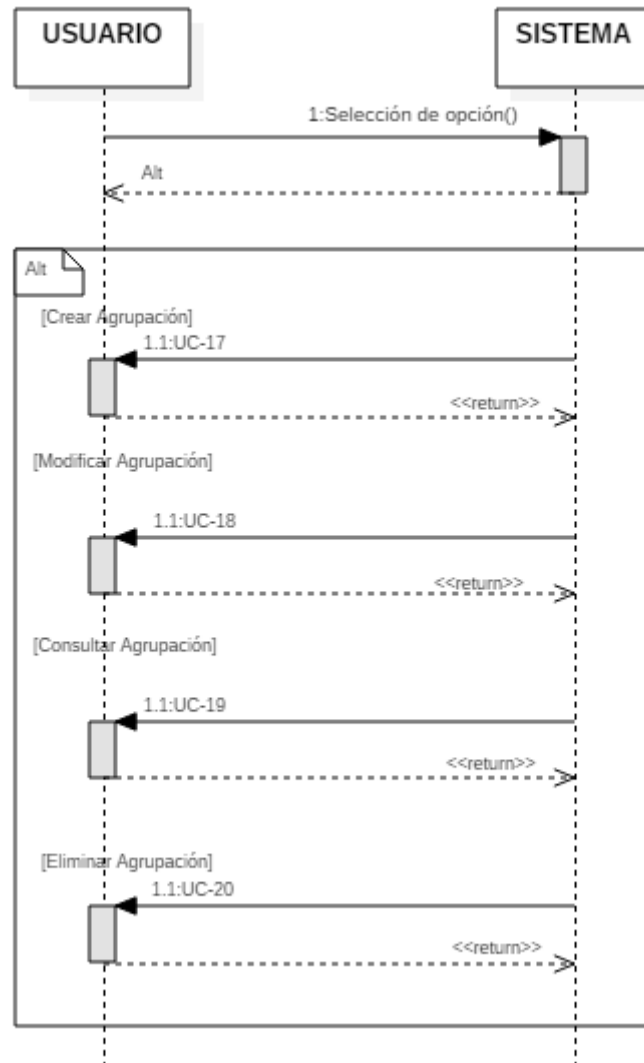 USUARIO
SISTEMA
1:Selección de opción()
Alt
Alt
[Crear Agrupación]
1.1:UC-17
<<return>>
[Modificar Agrupación]
1.1:UC-18
<<return>>
[Consultar Agrupación]
1.1:UC-19
<<return>>
[Eliminar Agrupación]
1.1:UC-20
<<return>>